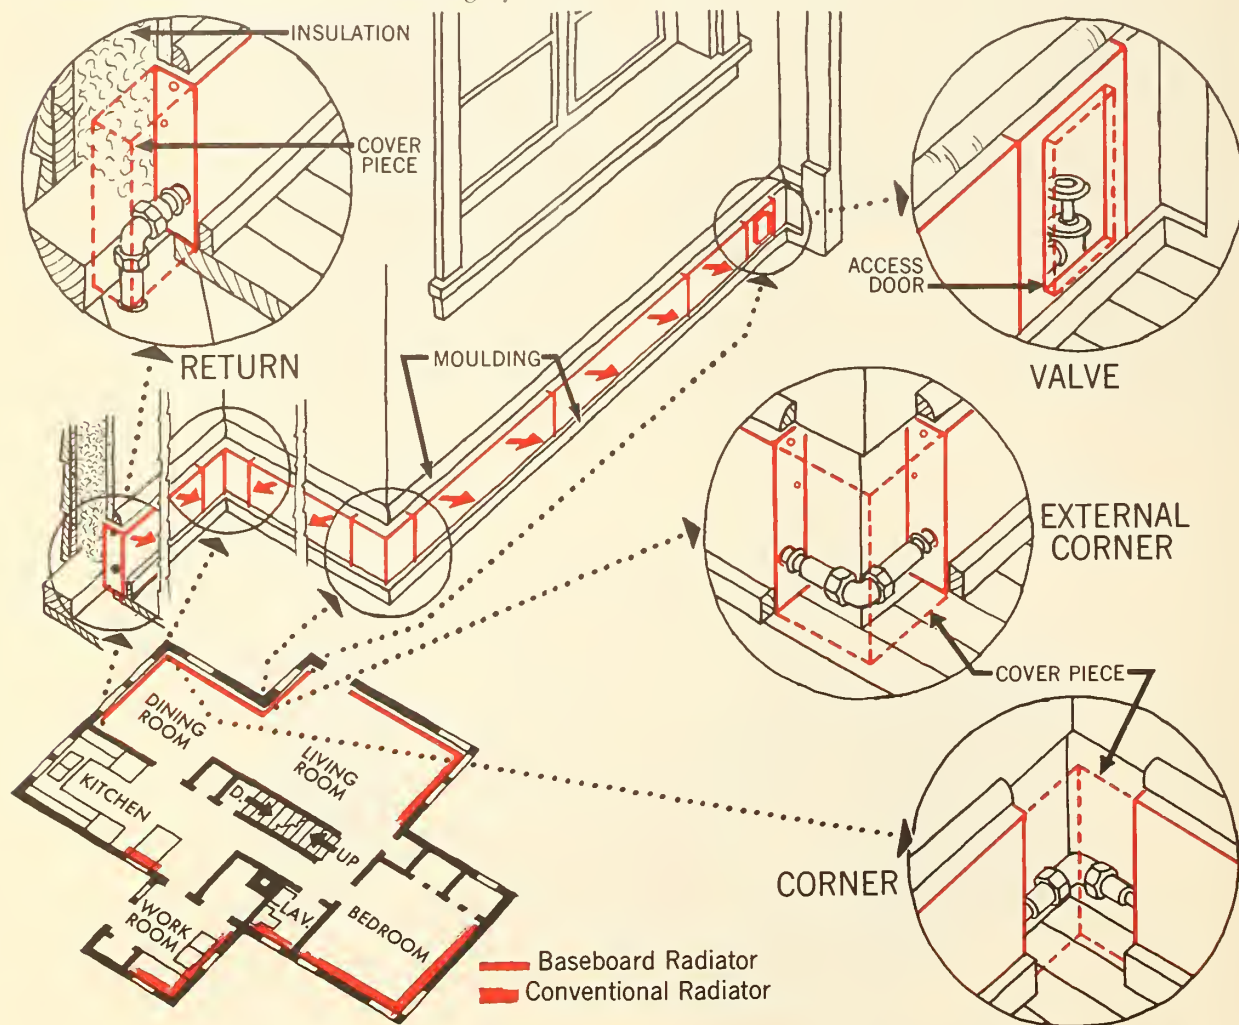 INSULATION
COVER
PIECE
RETURN
MOULDING
ACCESS
DOOR
VALVE
EXTERNAL
CORNER
COVER PIECE
CORNER
DINING
ROOM
LIVING
ROOM
KITCHEN
D.
UP
WORK
ROOM
LAV.
BEDROOM
Baseboard Radiator
Conventional Radiator